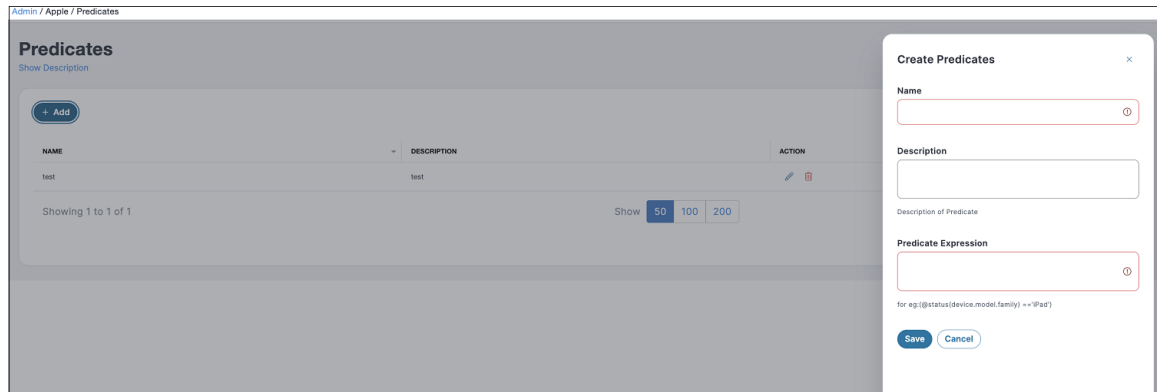 Admin / Apple / Predicates
Predicates
Show Description
+ Add
NAME DESCRIPTION ACTION
test test
Showing 1 to 1 of 1 Show 50 100 200
Create Predicates ×
Name
Description
Description of Predicate
Predicate Expression
for eg:(@status(device.model.family) =='iPad')
Save Cancel